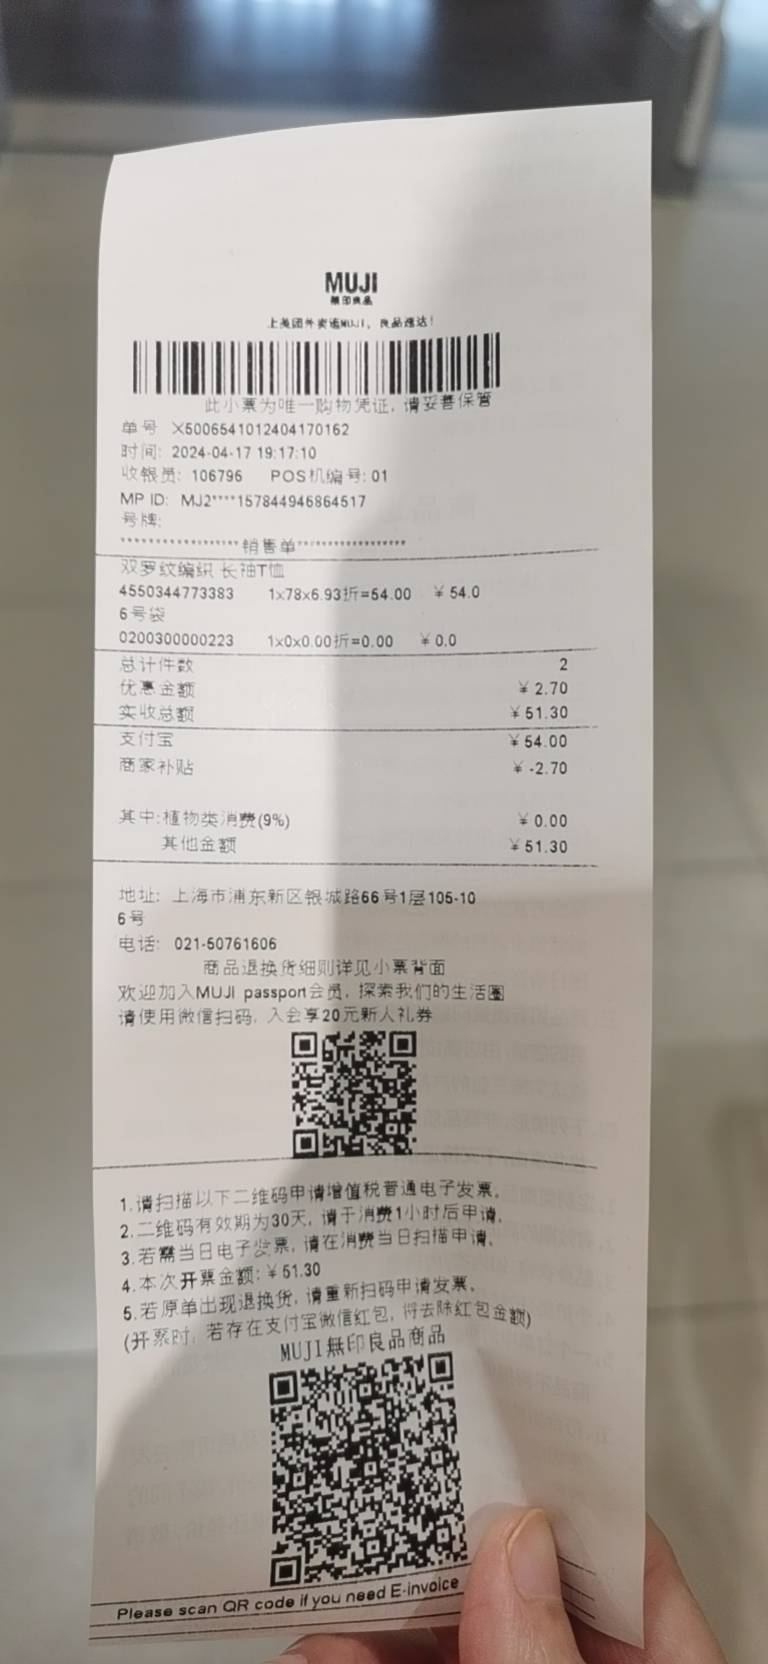 MUJI
無印良品
上美团外卖逛MUJI，良品速达！
此小票为唯一购物凭证，请妥善保管
单号 X5006541012404170162
时间: 2024-04-17 19:17:10
收银员: 106796 POS机编号: 01
MP ID: MJ2****157844946864517
号牌:
********************销售单******************
双罗纹编织 长袖T恤
4550344773383 1x78x6.93折=54.00 ¥ 54.0
6号袋
0200300000223 1x0x0.00折=0.00 ¥ 0.0
总计件数 2
优惠金额 ¥ 2.70
实收总额 ¥ 51.30
支付宝 ¥ 54.00
商家补贴 ¥ -2.70
其中:植物类消费(9%) ¥ 0.00
其他金额 ¥ 51.30
地址: 上海市浦东新区银城路66号1层105-10
6号
电话: 021-50761606
商品退换货细则详见小票背面
欢迎加入MUJI passport会员, 探索我们的生活圈
请使用微信扫码, 入会享20元新人礼券
1.请扫描以下二维码申请增值税普通电子发票。
2.二维码有效期为30天, 请于消费1小时后申请。
3.若需当日电子发票, 请在消费当日扫描申请。
4.本次开票金额: ¥ 51.30
5.若原单出现退换货, 请重新扫码申请发票。
(开票时, 若存在支付宝微信红包, 将去除红包金额)
MUJI無印良品商品
Please scan QR code if you need E-invoice